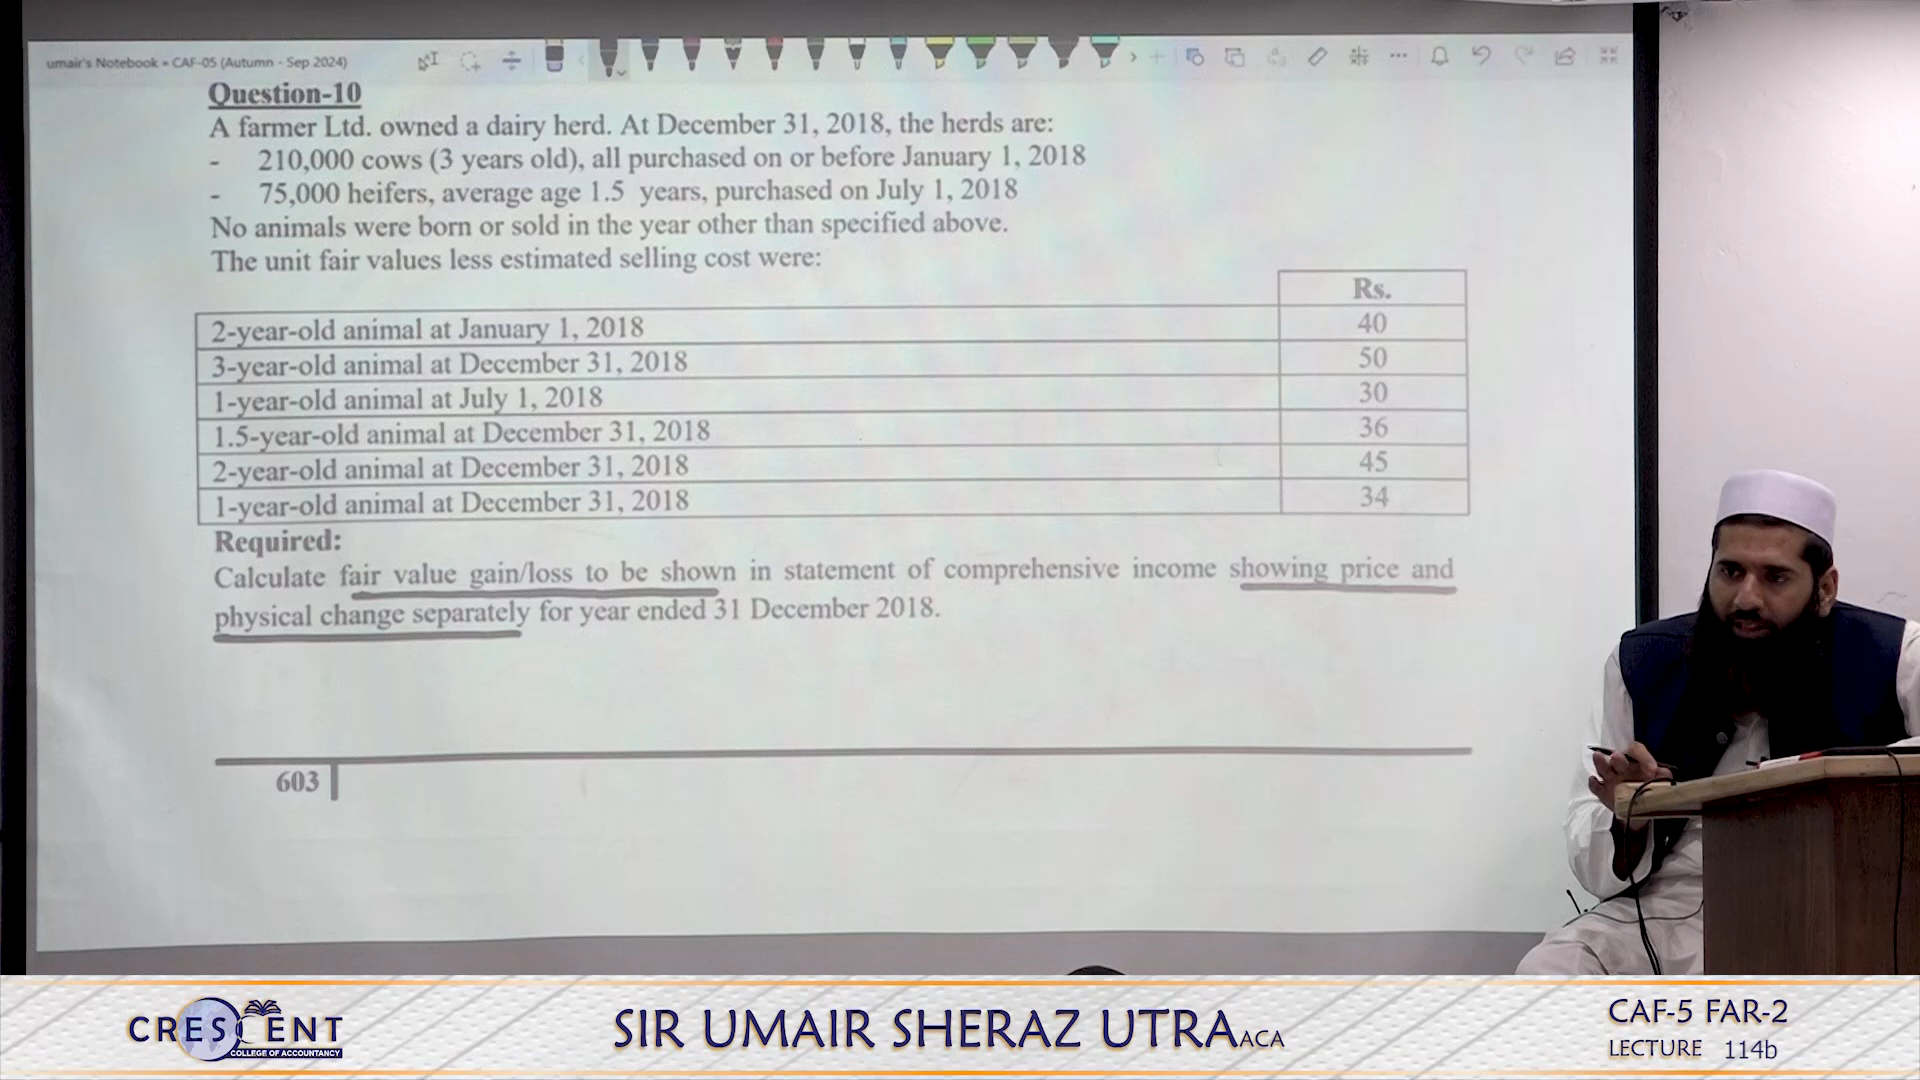 umair's Notebook » CAF-05 (Autumn - Sep 2024)
Question-10
A farmer Ltd. owned a dairy herd. At December 31, 2018, the herds are:
- 210,000 cows (3 years old), all purchased on or before January 1, 2018
- 75,000 heifers, average age 1.5 years, purchased on July 1, 2018
No animals were born or sold in the year other than specified above.
The unit fair values less estimated selling cost were:
Rs.
2-year-old animal at January 1, 2018 40
3-year-old animal at December 31, 2018 50
1-year-old animal at July 1, 2018 30
1.5-year-old animal at December 31, 2018 36
2-year-old animal at December 31, 2018 45
1-year-old animal at December 31, 2018 34
Required:
Calculate fair value gain/loss to be shown in statement of comprehensive income showing price and
physical change separately for year ended 31 December 2018.
603
CRESCENT
COLLEGE OF ACCOUNTANCY
SIR UMAIR SHERAZ UTRA ACA
CAF-5 FAR-2
LECTURE 114b